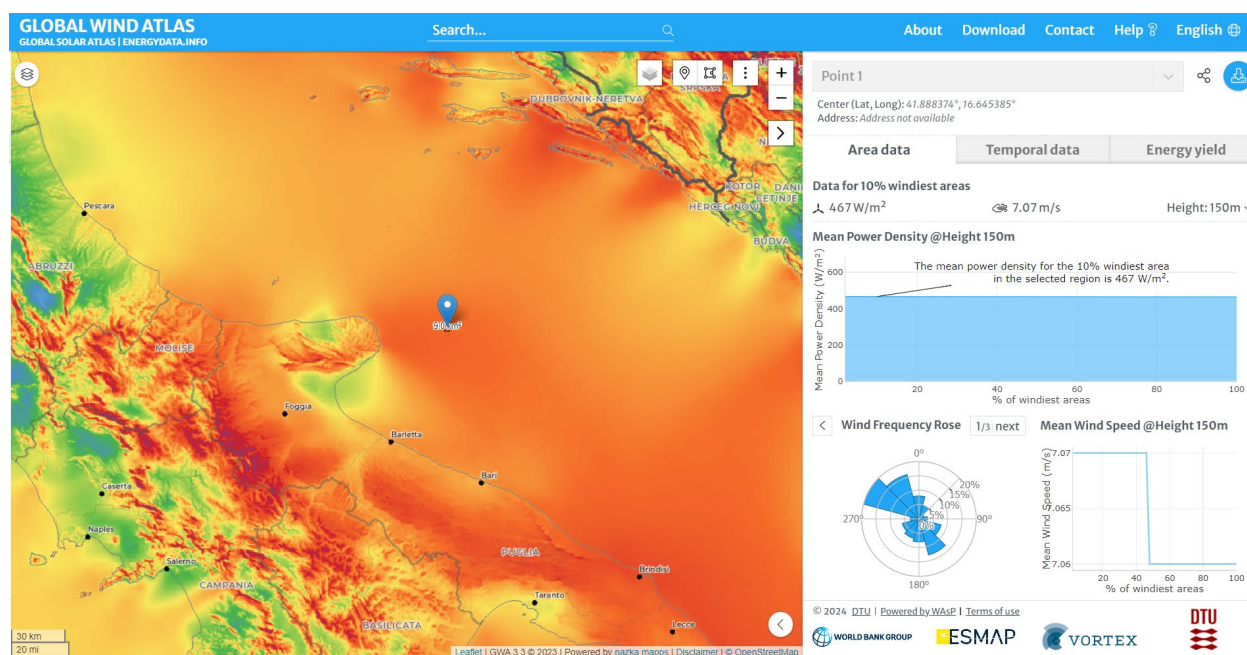 GLOBAL WIND ATLAS
GLOBAL SOLAR ATLAS | ENERGYDATA.INFO
Search...
About Download Contact Help English
DUBROVNIK-NERETVA
KOTOR
HERCEG NOVI
CETINJE
BUDVA
Pescara
ABRUZZI
MOLISE
Foggia
Barletta
Bari
Caserta
Naples
Salerno
CAMPANIA
PUGLIA
Brindisi
Taranto
BASILICATA
Lecce
30 km
20 mi
Leaflet | GWA 3.3 © 2023 | Powered by nazka mapps | Disclaimer | © OpenStreetMap
Point 1
Center (Lat, Long): 41.888374°, 16.645385°
Address: Address not available
Area data Temporal data Energy yield
Data for 10% windiest areas
467 W/m² 7.07 m/s Height: 150m
Mean Power Density @Height 150m
The mean power density for the 10% windiest area
in the selected region is 467 W/m².
Mean Power Density (W/m²)
600
400
200
0
20 40 60 80 100
% of windiest areas
Wind Frequency Rose 1/3 next
0°
90°
180°
270°
20%
15%
10%
5%
0%
Mean Wind Speed @Height 150m
Mean Wind Speed (m/s)
7.07
7.065
7.06
20 40 60 80 100
% of windiest areas
© 2024 DTU | Powered by WAsP | Terms of use
WORLD BANK GROUP
ESMAP
VORTEX
DTU